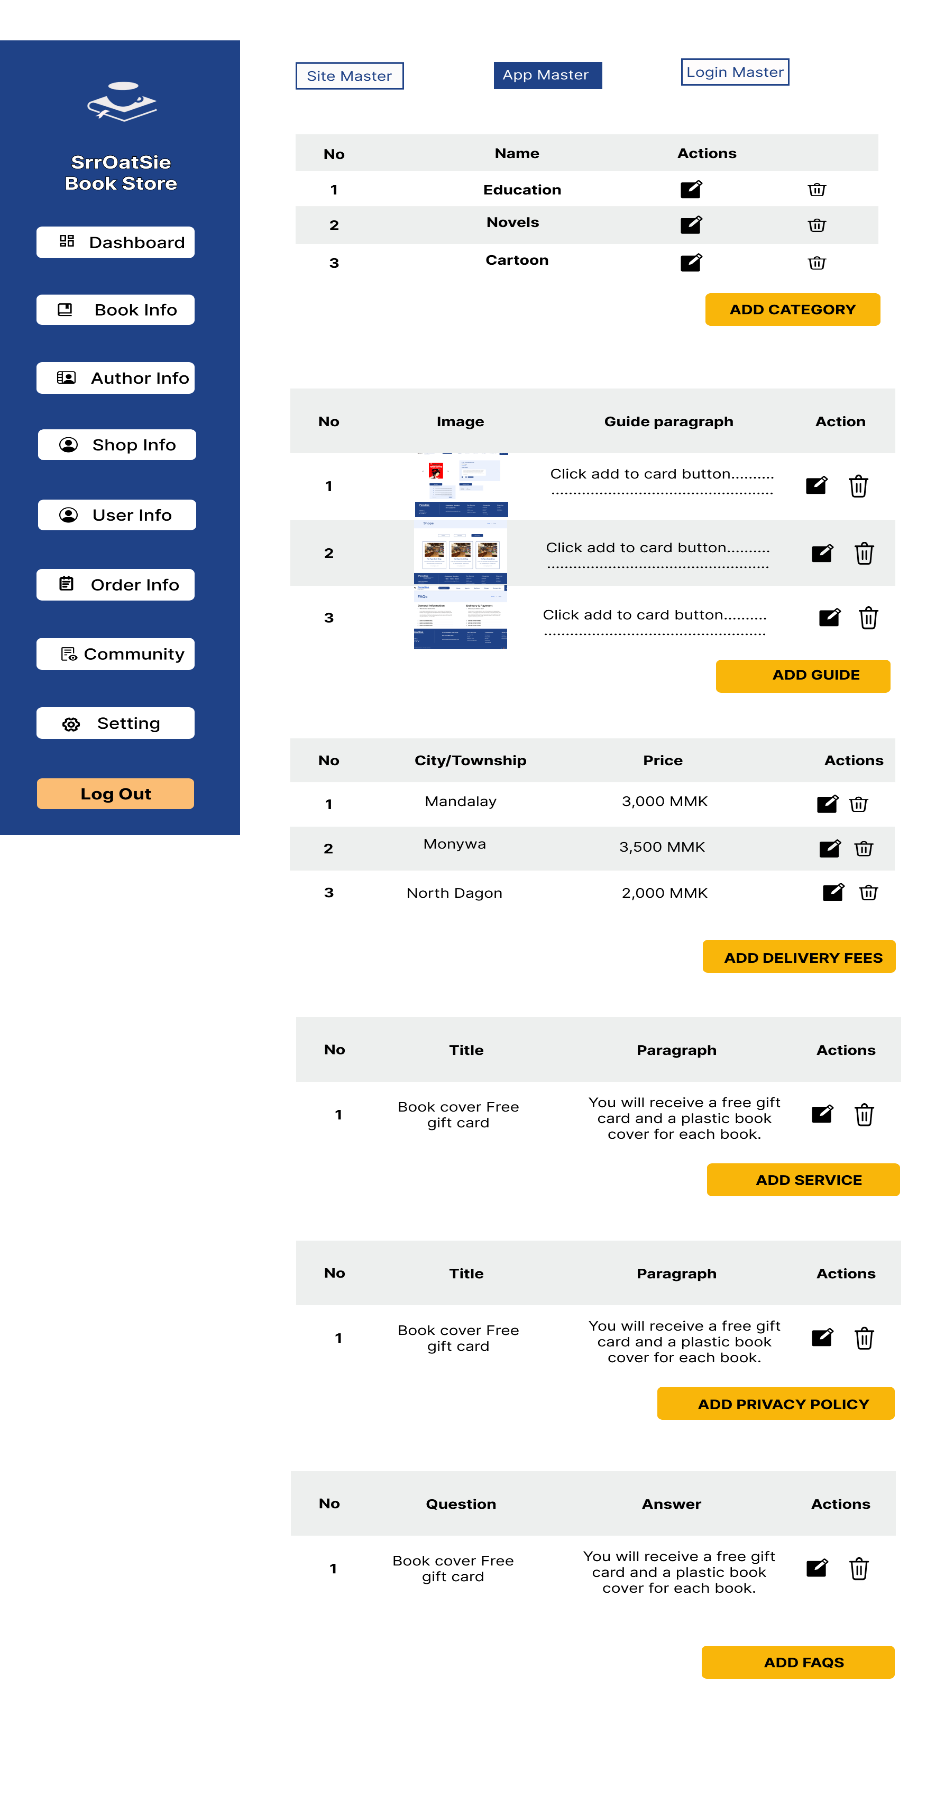 SrrOatSie
Book Store
Dashboard
Book Info
Author Info
Shop Info
User Info
Order Info
Community
Setting
Log Out
Site Master
App Master
Login Master
No Name Actions
1 Education
2 Novels
3 Cartoon
ADD CATEGORY
No Image Guide paragraph Action
1 Click add to card button..........
....................................................
2 Click add to card button..........
....................................................
3 Click add to card button..........
....................................................
ADD GUIDE
No City/Township Price Actions
1 Mandalay 3,000 MMK
2 Monywa 3,500 MMK
3 North Dagon 2,000 MMK
ADD DELIVERY FEES
No Title Paragraph Actions
1 Book cover Free
gift card
You will receive a free gift
card and a plastic book
cover for each book.
ADD SERVICE
No Title Paragraph Actions
1 Book cover Free
gift card
You will receive a free gift
card and a plastic book
cover for each book.
ADD PRIVACY POLICY
No Question Answer Actions
1 Book cover Free
gift card
You will receive a free gift
card and a plastic book
cover for each book.
ADD FAQS